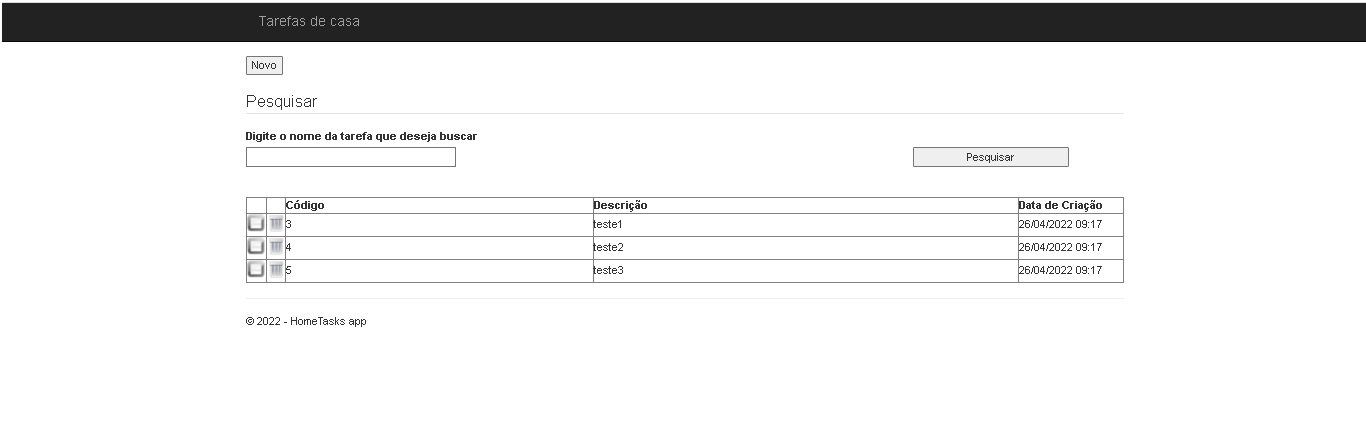 Tarefas de casa
Novo
Pesquisar
Digite o nome da tarefa que deseja buscar
Pesquisar
Código Descrição Data de Criação
3 teste1 26/04/2022 09:17
4 teste2 26/04/2022 09:17
5 teste3 26/04/2022 09:17
© 2022 - HomeTasks app